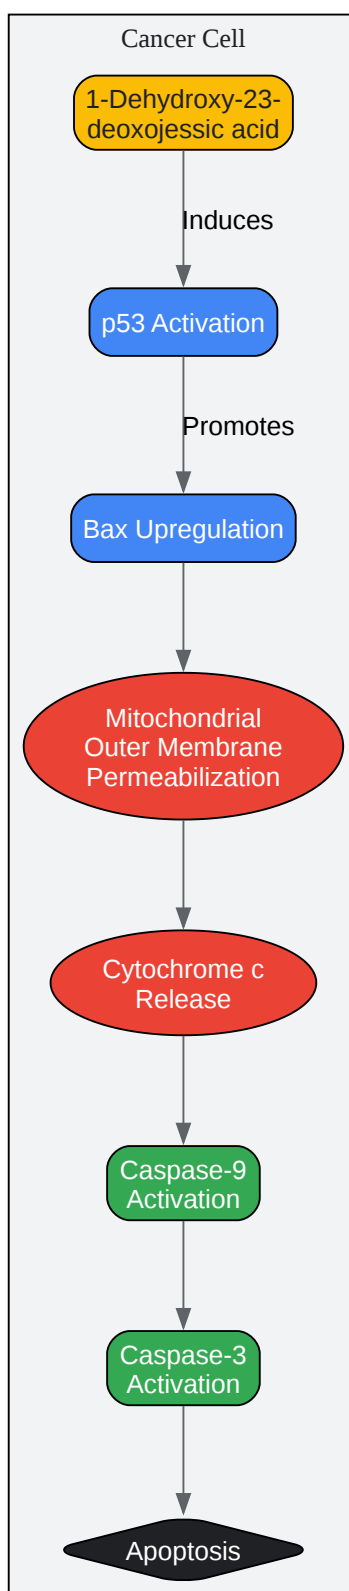 Cancer Cell
1-Dehydroxy-23-
deoxojessic acid
Induces
p53 Activation
Promotes
Bax Upregulation
Mitochondrial
Outer Membrane
Permeabilization
Cytochrome c
Release
Caspase-9
Activation
Caspase-3
Activation
Apoptosis